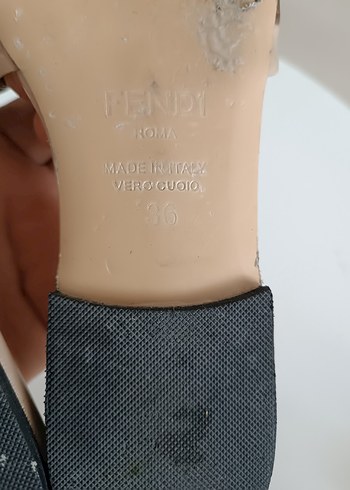 FENDI
ROMA
MADE IN ITALY
VERO CUOIO
36